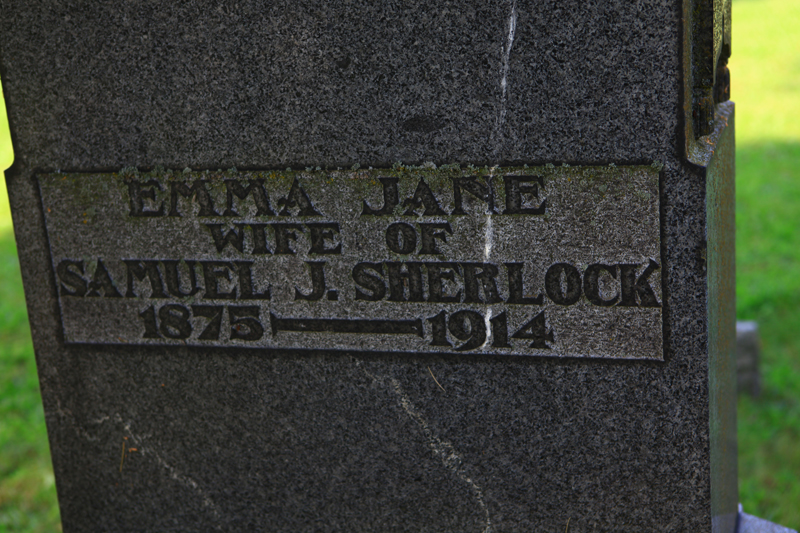 EMMA JANE
WIFE OF
SAMUEL J. SHERLOCK
1875—1914